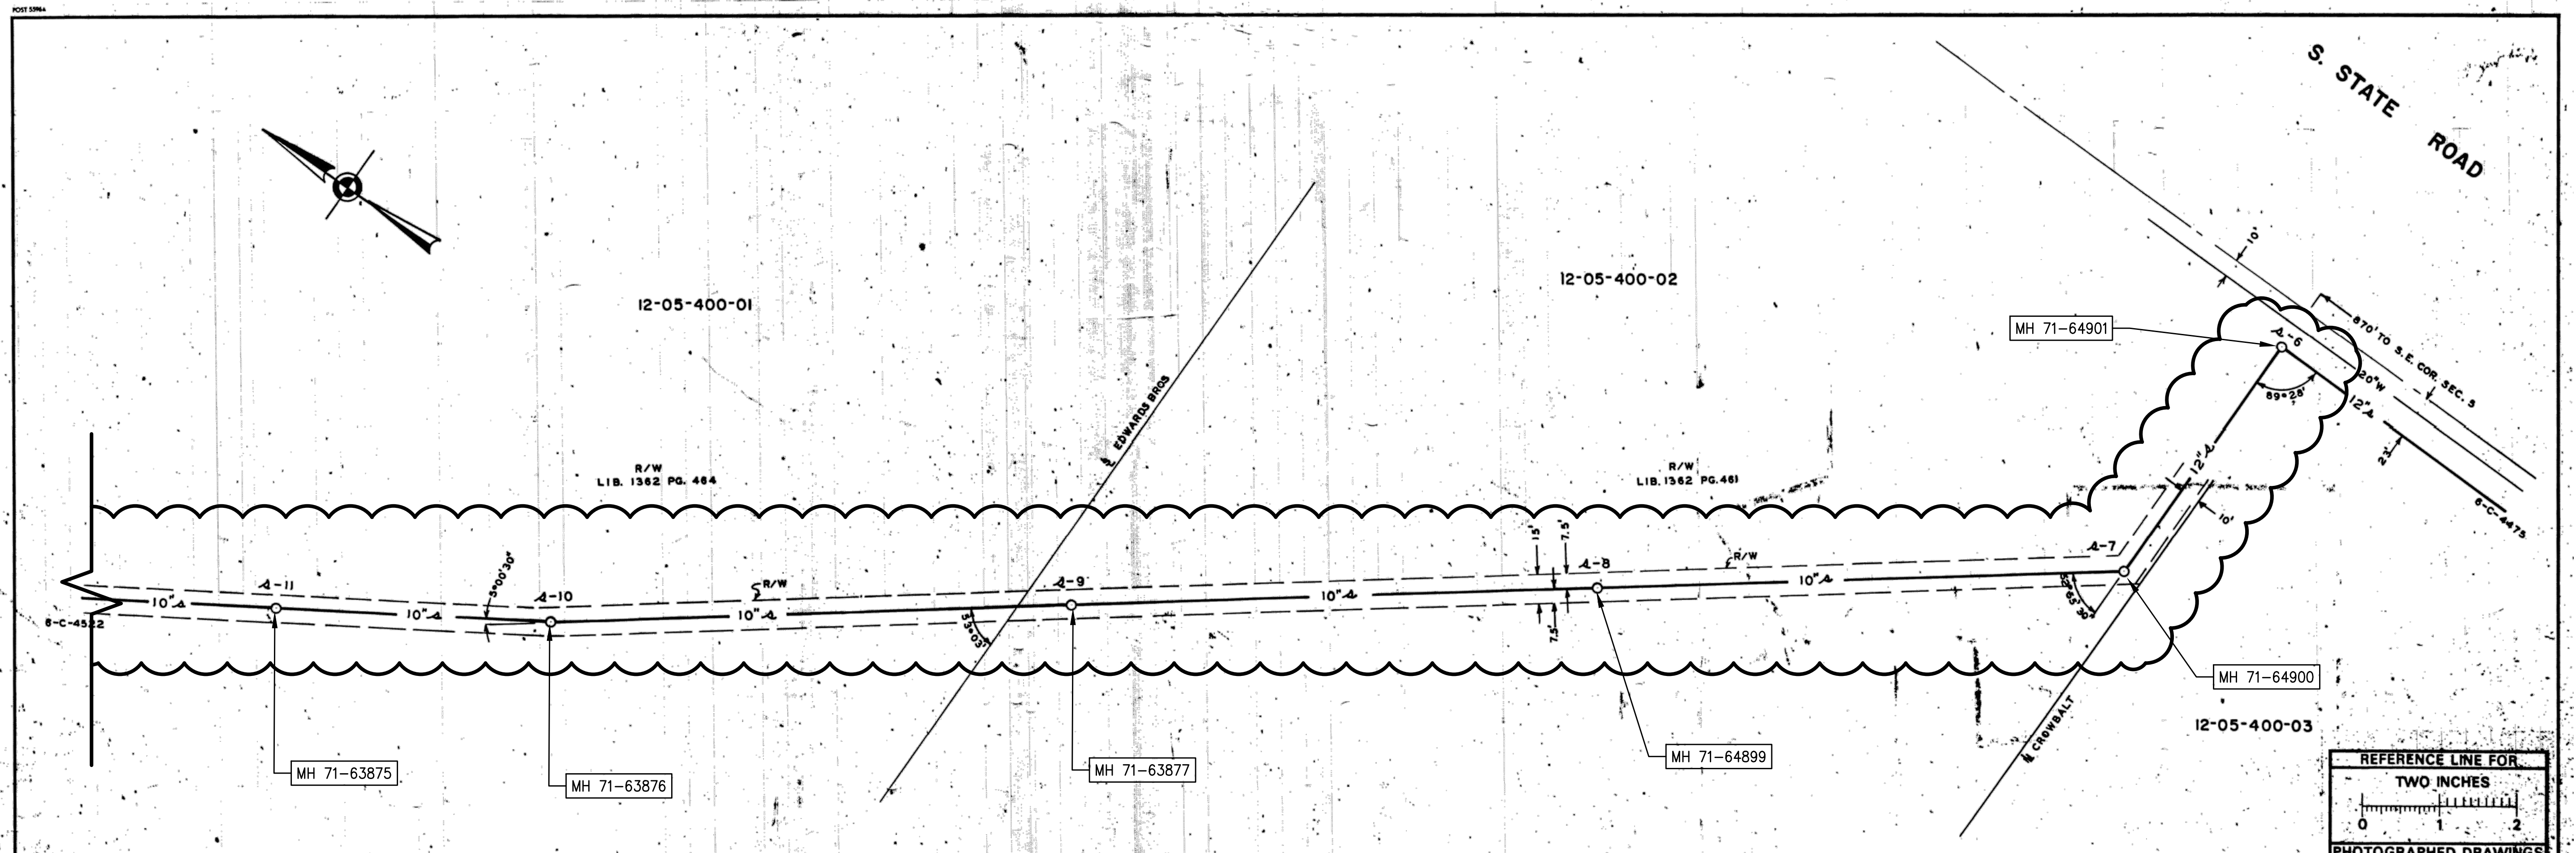 POST 5596A
S. STATE ROAD
12-05-400-01
12-05-400-02
10'
MH 71-64901
s-6
870' TO S.E. COR. SEC. 5
89°28'
20"W
12"s
23'
6-C-4475
12"s
10'
EDWARDS BROS
R/W
LIB. 1362 PG. 464
R/W
LIB. 1362 PG. 461
15'
7.5'
7.5'
s-11
5°00'30"
s-10
R/W
s-9
s-8
R/W
s-7
10"s
10"s
10"s
10"s
10"s
6-C-4522
53°03'
MH 71-64900
12-05-400-03
N CROWBALT
MH 71-63875
MH 71-63876
MH 71-63877
MH 71-64899
REFERENCE LINE FOR
TWO INCHES
0 1 2
PHOTOGRAPHED DRAWINGS